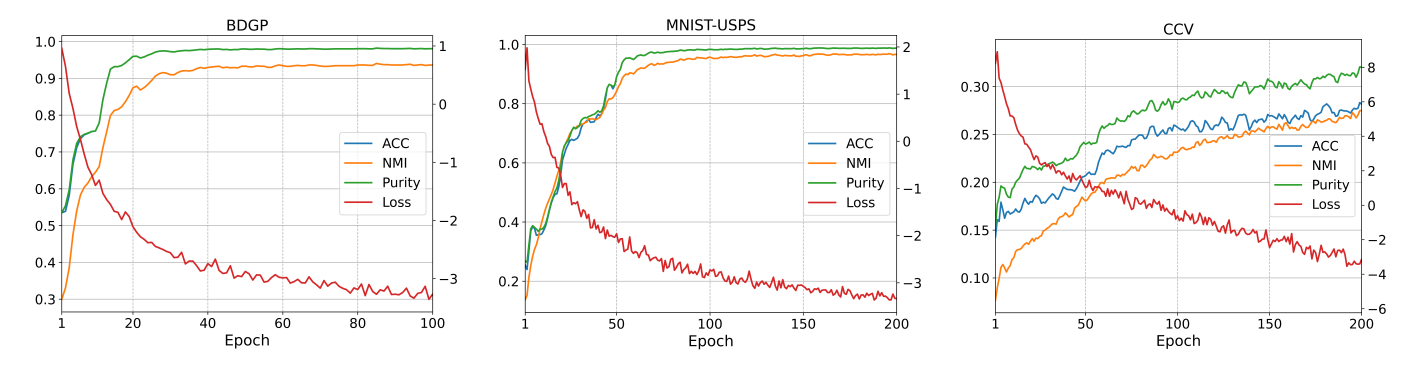 BDGP
1.0
0.9
0.8
0.7
0.6
0.5
0.4
0.3
1
0
−1
−2
−3
ACC
NMI
Purity
Loss
1 20 40 60 80 100
Epoch
MNIST-USPS
1.0
0.8
0.6
0.4
0.2
2
1
0
−1
−2
−3
ACC
NMI
Purity
Loss
1 50 100 150 200
Epoch
CCV
0.30
0.25
0.20
0.15
0.10
8
6
4
2
0
−2
−4
−6
ACC
NMI
Purity
Loss
1 50 100 150 200
Epoch